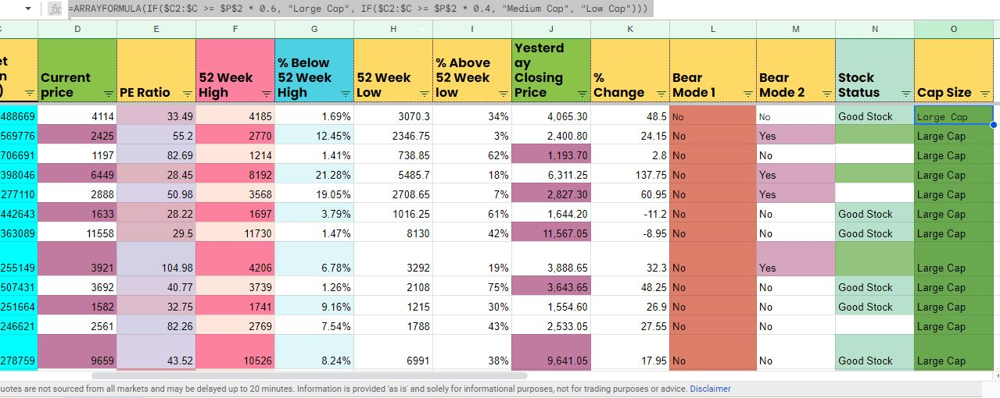 =ARRAYFORMULA(IF($C2:$C >= $P$2 * 0.6, "Large Cap", IF($C2:$C >= $P$2 * 0.4, "Medium Cap", "Low Cap")))
D E F G H I J K L M N O
Current price PE Ratio 52 Week High % Below 52 Week High 52 Week Low % Above 52 Week low Yesterday Closing Price % Change Bear Mode 1 Bear Mode 2 Stock Status Cap Size
488669 4114 33.49 4185 1.69% 3070.3 34% 4,065.30 48.5 No No Good Stock Large Cap
569776 2425 55.2 2770 12.45% 2346.75 3% 2,400.80 24.15 No Yes Large Cap
706691 1197 82.69 1214 1.41% 738.85 62% 1,193.70 2.8 No No Large Cap
398046 6449 28.45 8192 21.28% 5485.7 18% 6,311.25 137.75 No Yes Large Cap
277110 2888 50.98 3568 19.05% 2708.65 7% 2,827.30 60.95 No Yes Large Cap
442643 1633 28.22 1697 3.79% 1016.25 61% 1,644.20 -11.2 No No Good Stock Large Cap
363089 11558 29.5 11730 1.47% 8130 42% 11,567.05 -8.95 No No Good Stock Large Cap
255149 3921 104.98 4206 6.78% 3292 19% 3,888.65 32.3 No Yes Large Cap
507431 3692 40.77 3739 1.26% 2108 75% 3,643.65 48.25 No No Good Stock Large Cap
251664 1582 32.75 1741 9.16% 1215 30% 1,554.60 26.9 No No Good Stock Large Cap
246621 2561 82.26 2769 7.54% 1788 43% 2,533.05 27.55 No No Large Cap
278759 9659 43.52 10526 8.24% 6991 38% 9,641.05 17.95 No No Good Stock Large Cap
uotes are not sourced from all markets and may be delayed up to 20 minutes. Information is provided 'as is' and solely for informational purposes, not for trading purposes or advice. Disclaimer